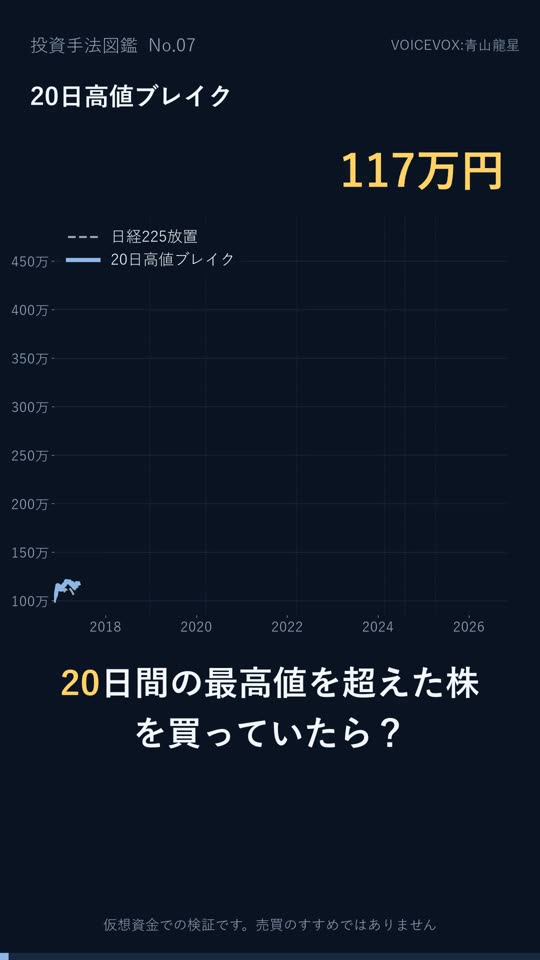 投資手法図鑑 No.07
VOICEVOX:青山龍星
20日高値ブレイク
117万円
日経225放置
20日高値ブレイク
450万
400万
350万
300万
250万
200万
150万
100万
2018 2020 2022 2024 2026
20日間の最高値を超えた株
を買っていたら？
仮想資金での検証です。売買のすすめではありません